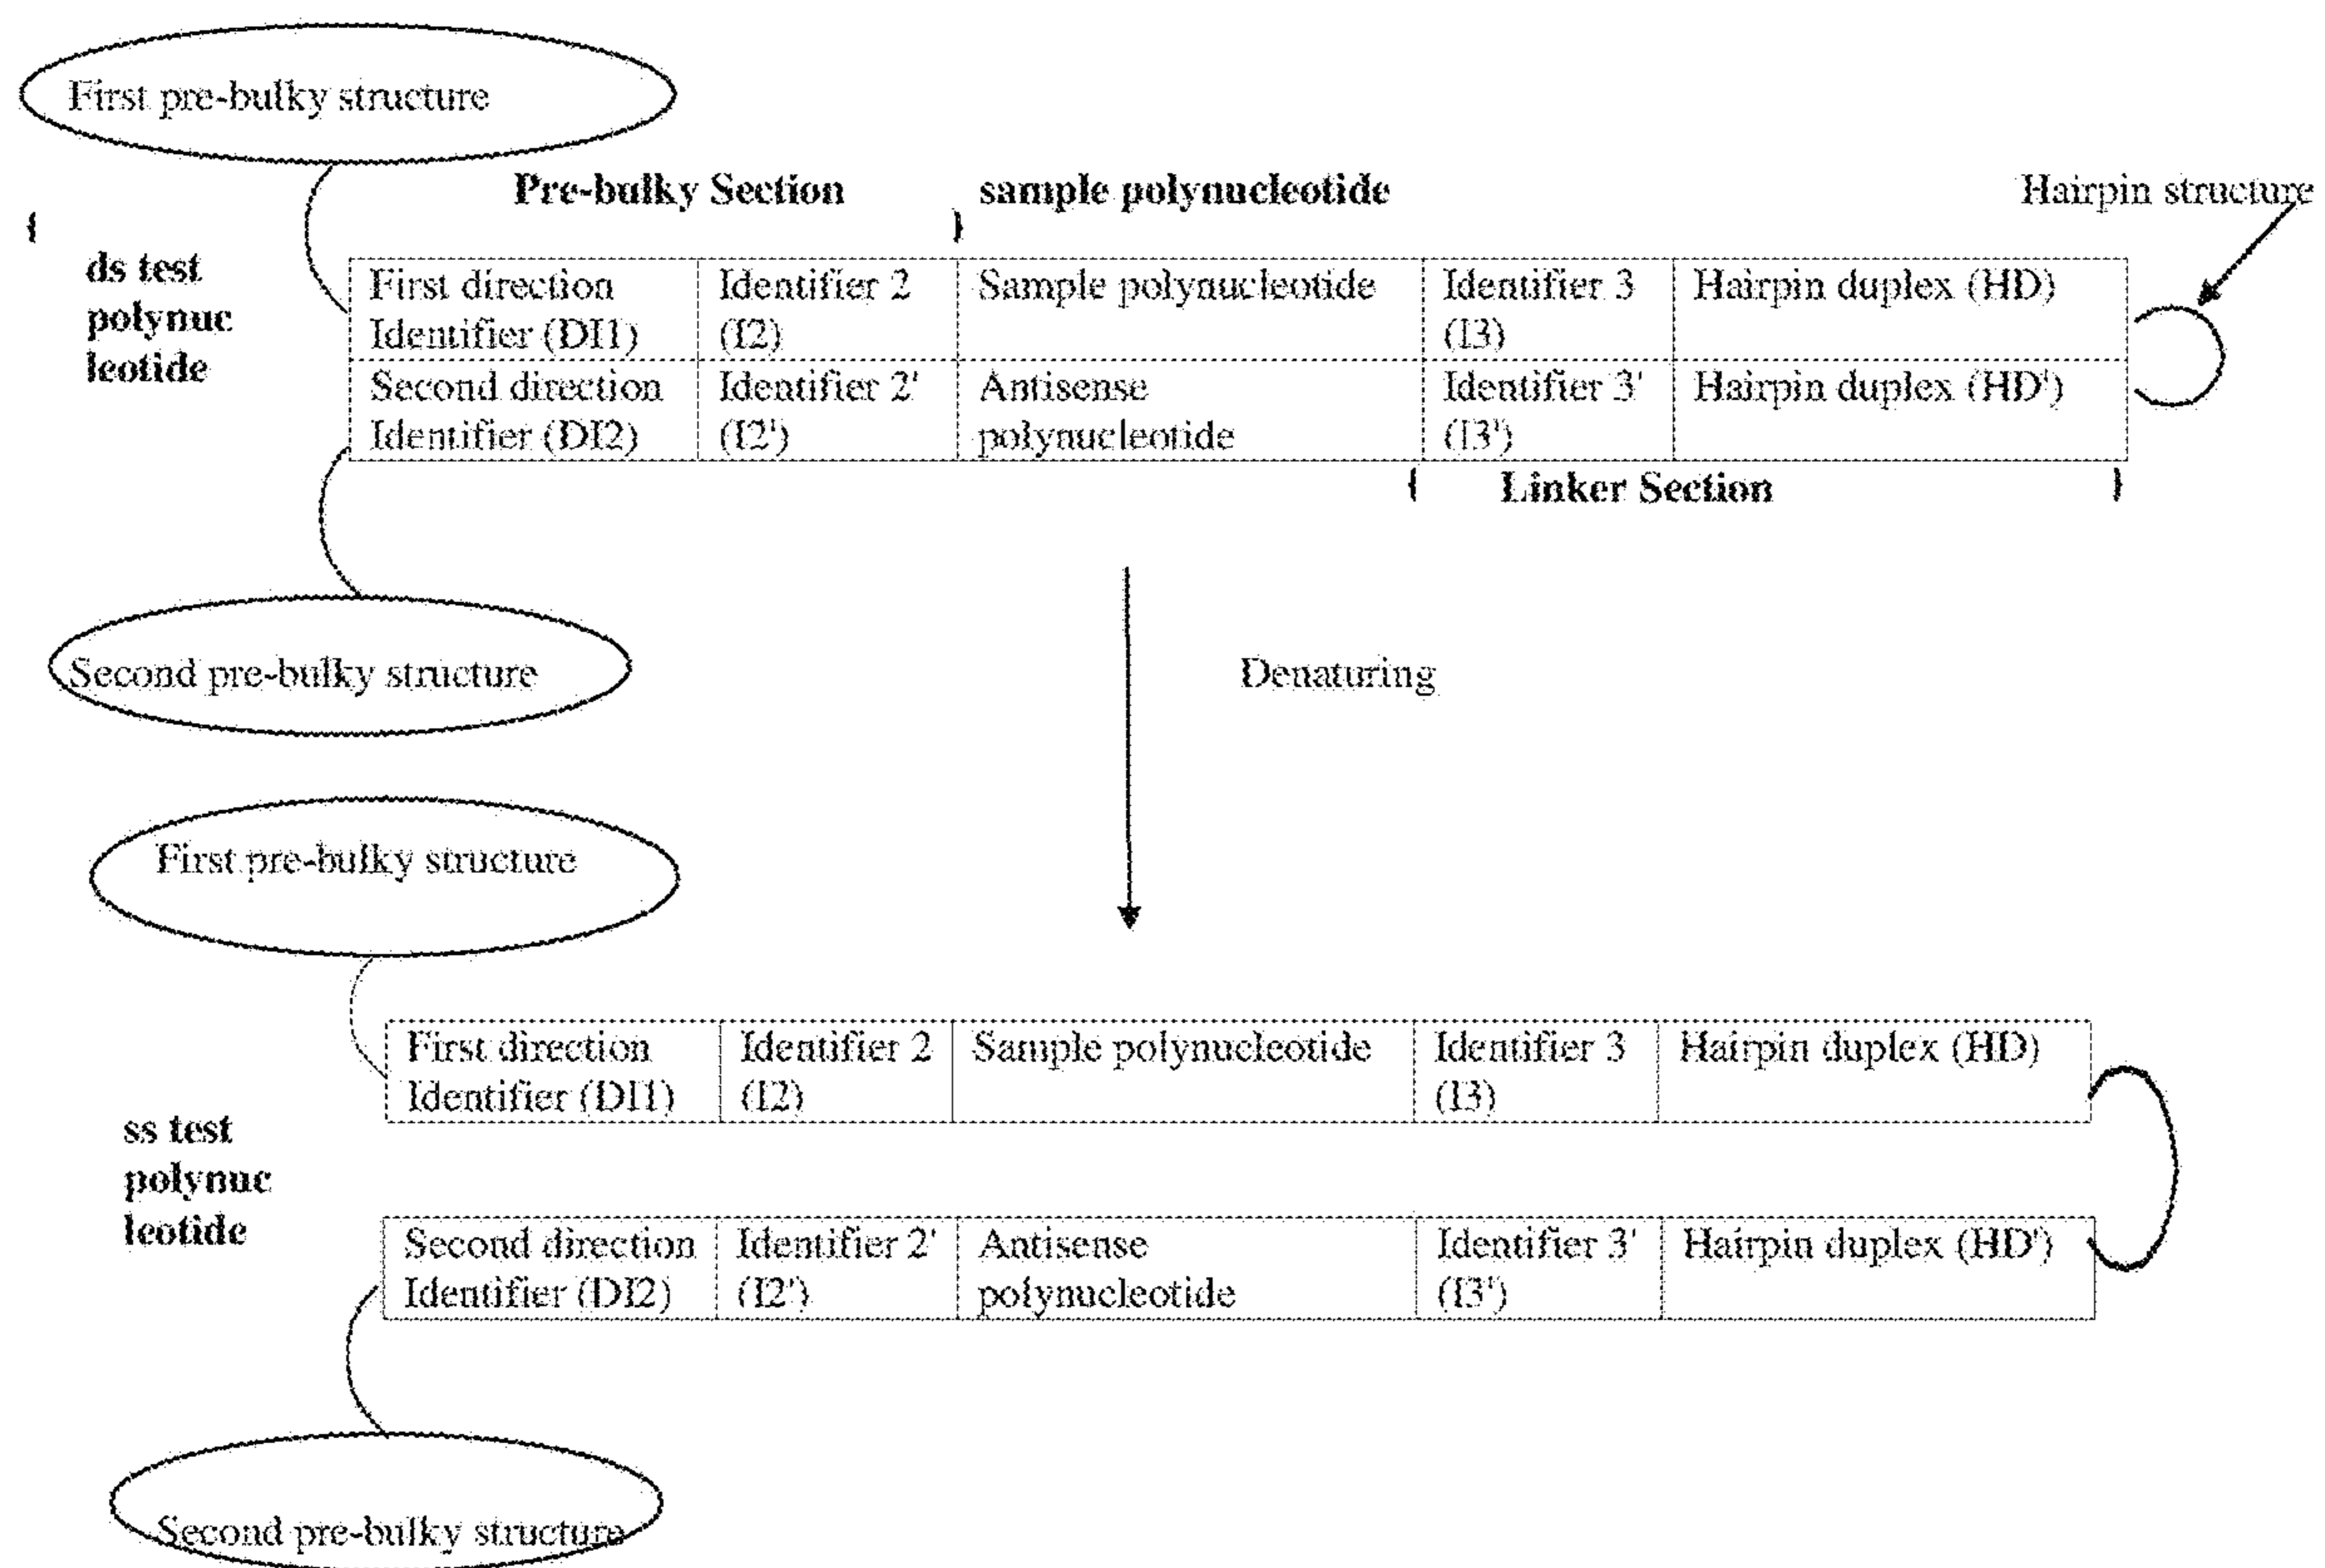 First pre-bulky structure
Pre-bulky Section
sample polynucleotide
Hairpin structure
{
}
ds test
polynuc
leotide
First direction
Identifier (DI1)
Identifier 2
(I2)
Sample polynucleotide
Identifier 3
(I3)
Hairpin duplex (HD)
Second direction
Identifier (DI2)
Identifier 2'
(I2')
Antisense
polynucleotide
Identifier 3'
(I3')
Hairpin duplex (HD')
{ Linker Section }
Second pre-bulky structure
Denaturing
First pre-bulky structure
First direction
Identifier (DI1)
Identifier 2
(I2)
Sample polynucleotide
Identifier 3
(I3)
Hairpin duplex (HD)
ss test
polynuc
leotide
Second direction
Identifier (DI2)
Identifier 2'
(I2')
Antisense
polynucleotide
Identifier 3'
(I3')
Hairpin duplex (HD')
Second pre-bulky structure